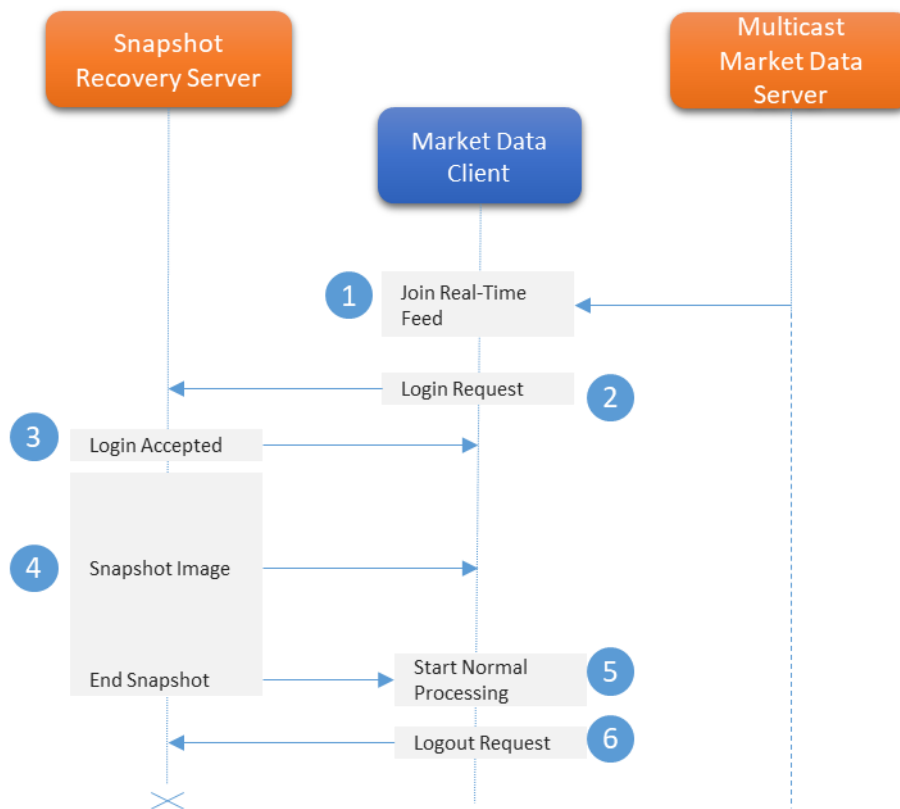 Snapshot
Recovery Server
Multicast
Market Data
Server
Market Data
Client
1
Join Real-Time
Feed
Login Request
2
3
Login Accepted
4
Snapshot Image
End Snapshot
Start Normal
Processing
5
Logout Request
6